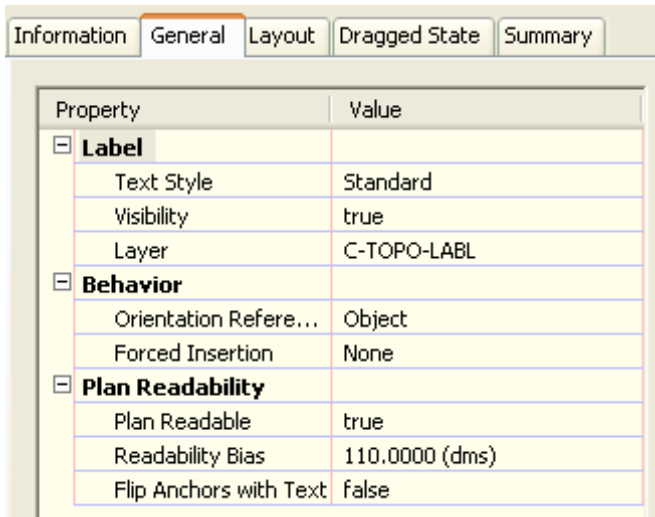 Information General Layout Dragged State Summary
Property Value
Label
Text Style Standard
Visibility true
Layer C-TOPO-LABL
Behavior
Orientation Refere... Object
Forced Insertion None
Plan Readability
Plan Readable true
Readability Bias 110.0000 (dms)
Flip Anchors with Text false